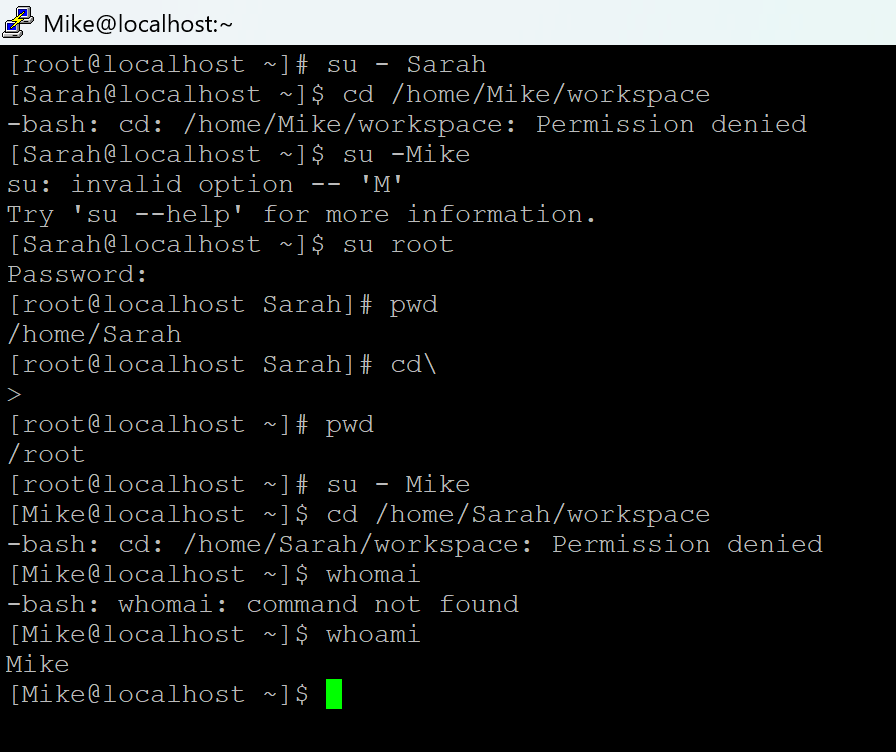 Mike@localhost:~
[root@localhost ~]# su - Sarah
[Sarah@localhost ~]$ cd /home/Mike/workspace
-bash: cd: /home/Mike/workspace: Permission denied
[Sarah@localhost ~]$ su -Mike
su: invalid option -- 'M'
Try 'su --help' for more information.
[Sarah@localhost ~]$ su root
Password:
[root@localhost Sarah]# pwd
/home/Sarah
[root@localhost Sarah]# cd\
>
[root@localhost ~]# pwd
/root
[root@localhost ~]# su - Mike
[Mike@localhost ~]$ cd /home/Sarah/workspace
-bash: cd: /home/Sarah/workspace: Permission denied
[Mike@localhost ~]$ whomai
-bash: whomai: command not found
[Mike@localhost ~]$ whoami
Mike
[Mike@localhost ~]$